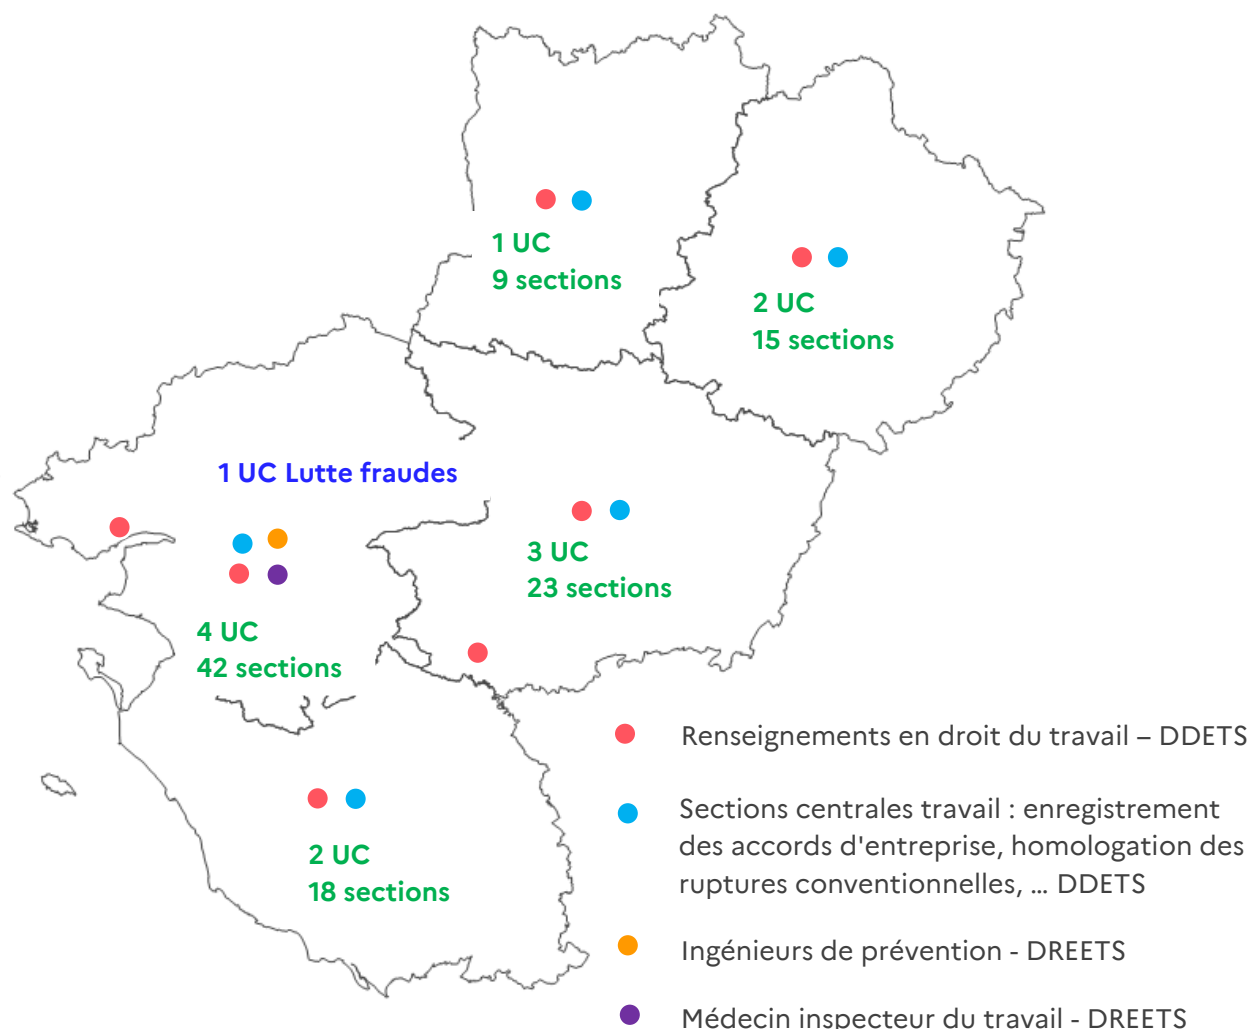 1 UC
9 sections
2 UC
15 sections
1 UC Lutte fraudes
3 UC
23 sections
4 UC
42 sections
2 UC
18 sections
Renseignements en droit du travail – DDETS
Sections centrales travail : enregistrement
des accords d'entreprise, homologation des
ruptures conventionnelles, ... DDETS
Ingénieurs de prévention - DREETS
Médecin inspecteur du travail - DREETS